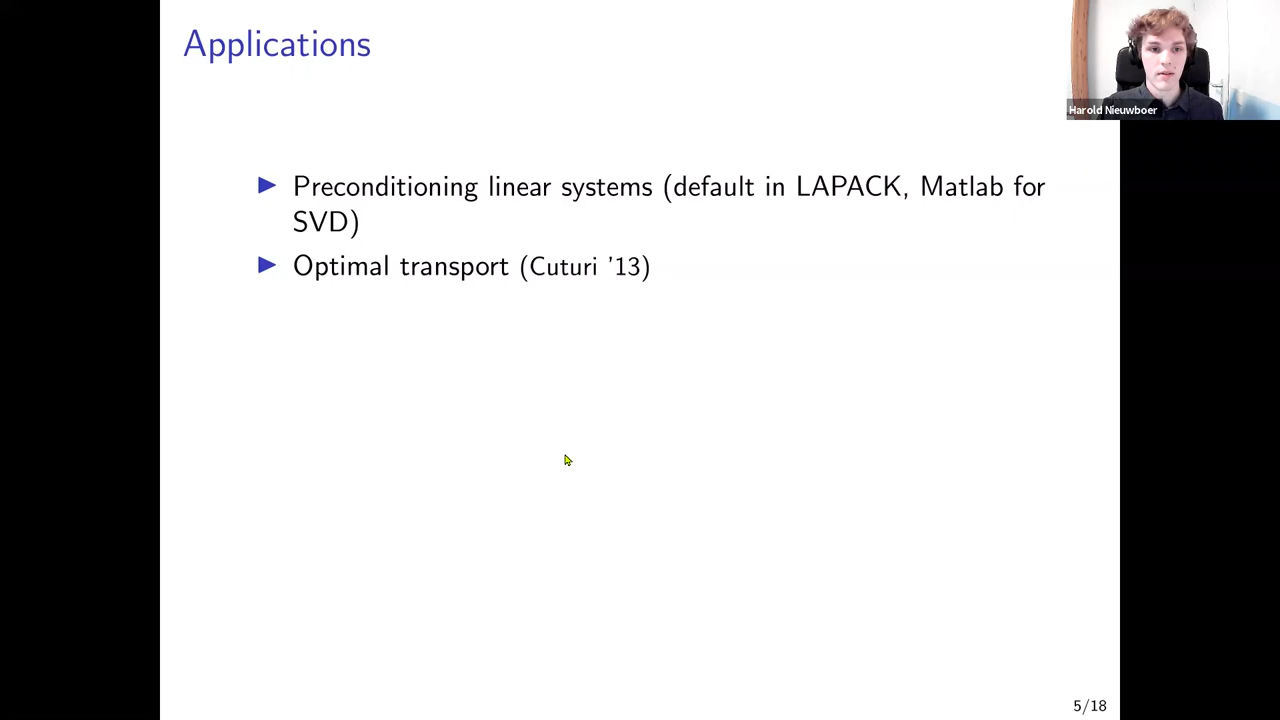 Applications
Harold Nieuwboer
▶ Preconditioning linear systems (default in LAPACK, Matlab for
SVD)
▶ Optimal transport (Cuturi '13)
5/18